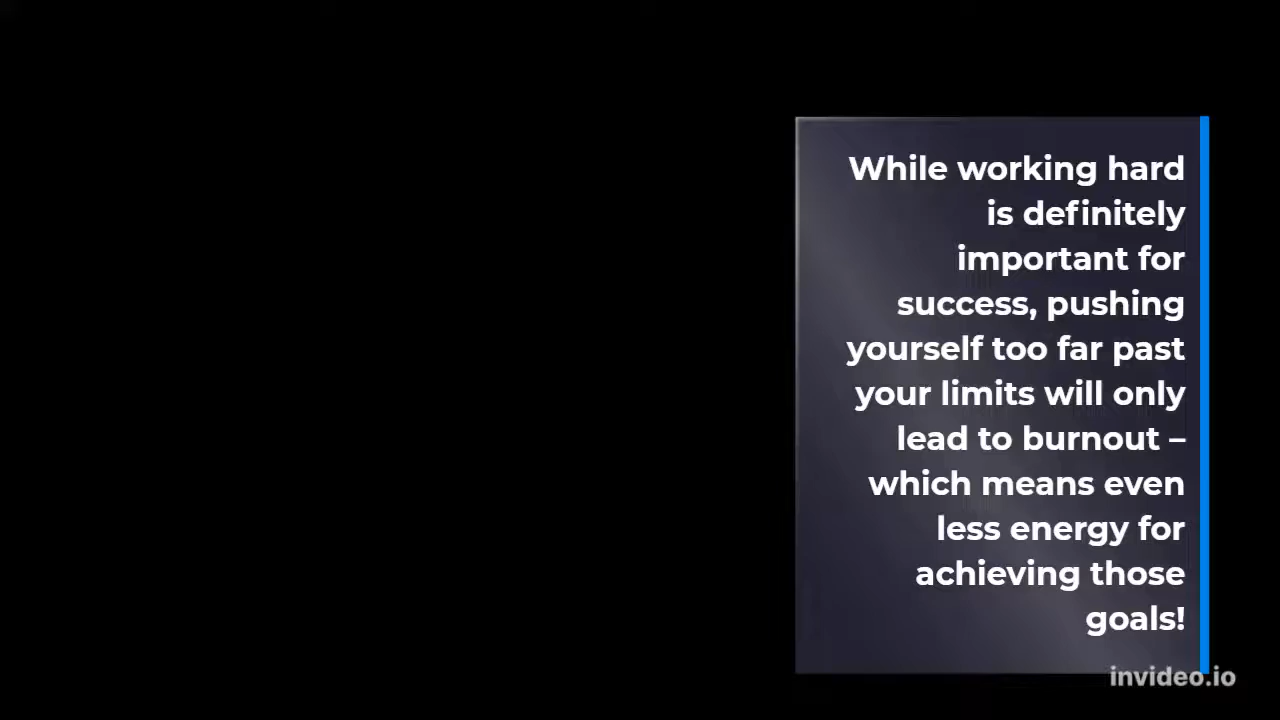 While working hard
is definitely
important for
success, pushing
yourself too far past
your limits will only
lead to burnout –
which means even
less energy for
achieving those
goals!
invideo.io